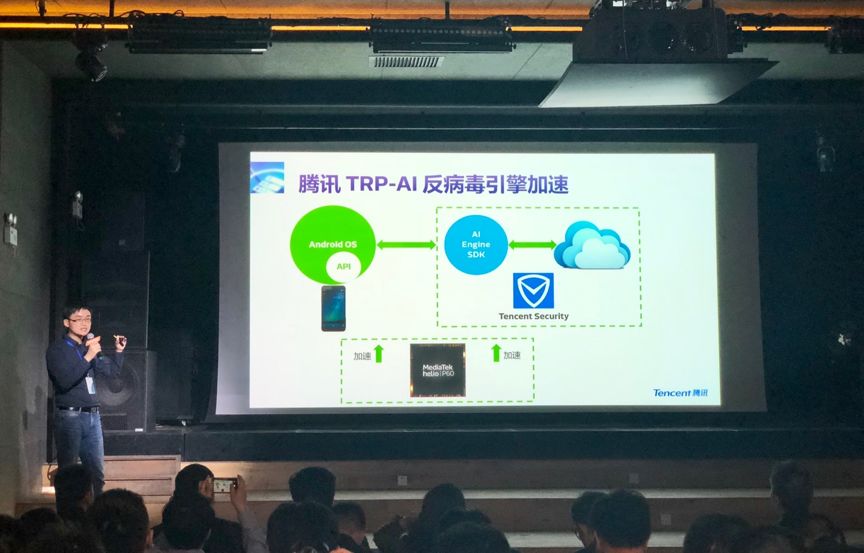 腾讯 TRP-AI 反病毒引擎加速
Android OS
API
AI
Engine
SDK
Tencent Security
加速
MediaTek
helio P60
加速
Tencent 腾讯